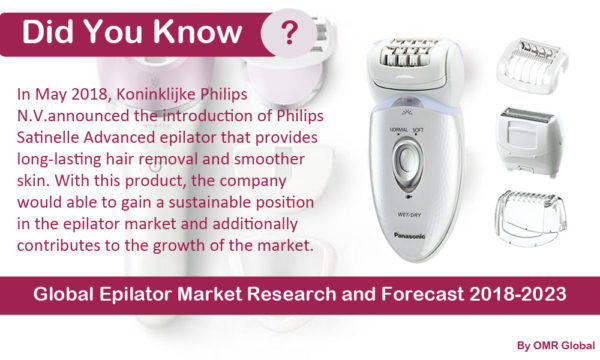 Did You Know ?
In May 2018, Koninklijke Philips
N.V.announced the introduction of Philips
Satinelle Advanced epilator that provides
long-lasting hair removal and smoother
skin. With this product, the company
would able to gain a sustainable position
in the epilator market and additionally
contributes to the growth of the market.
NORMAL SOFT
WET-DRY
Panasonic
Global Epilator Market Research and Forecast 2018-2023
By OMR Global